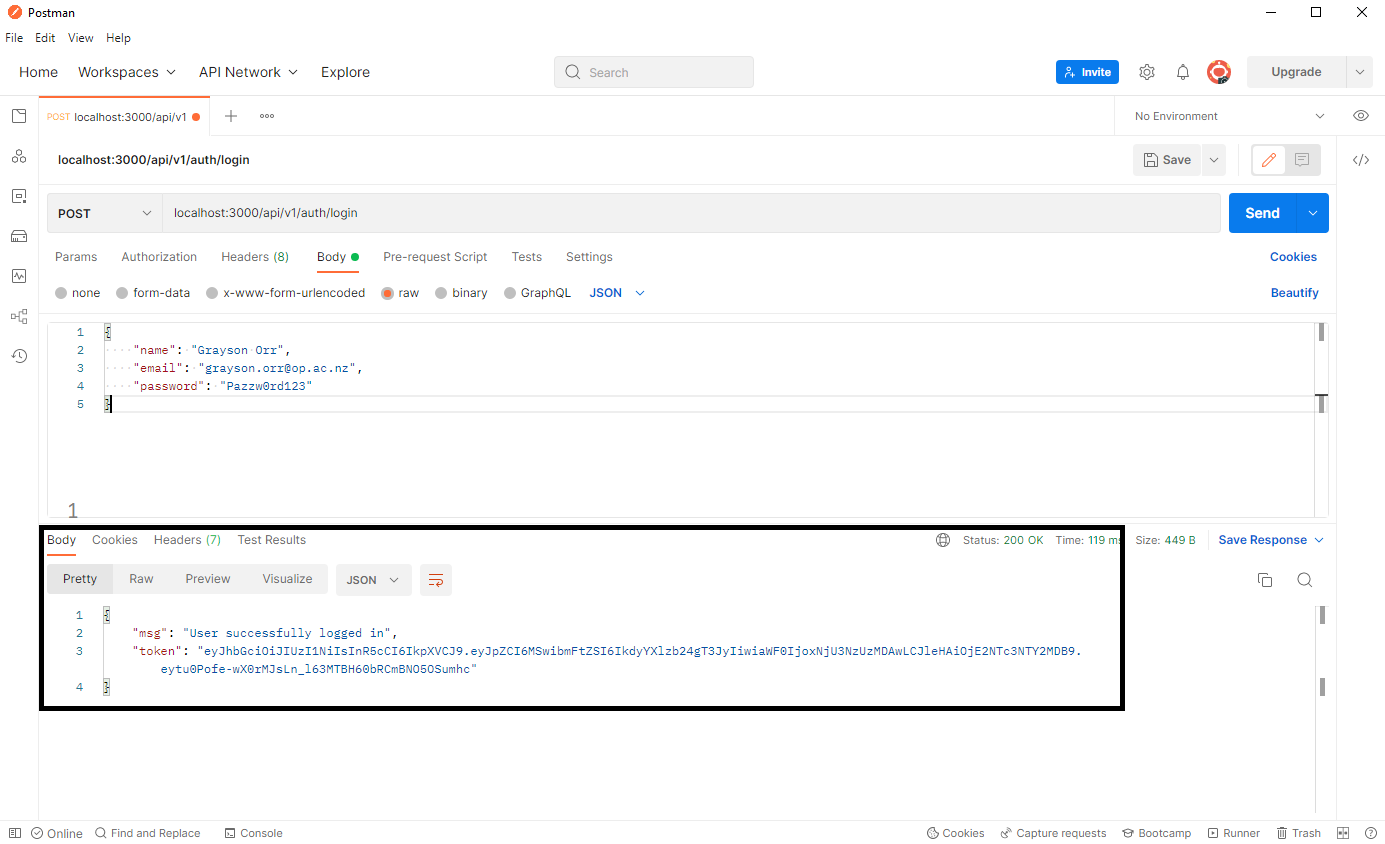 Postman
File Edit View Help
Home Workspaces API Network Explore Search Invite Upgrade
POST localhost:3000/api/v1 No Environment
localhost:3000/api/v1/auth/login Save
POST localhost:3000/api/v1/auth/login Send
Params Authorization Headers (8) Body Pre-request Script Tests Settings Cookies
none form-data x-www-form-urlencoded raw binary GraphQL JSON Beautify
1 {
2 "name": "Grayson Orr",
3 "email": "grayson.orr@op.ac.nz",
4 "password": "Pazzw0rd123"
5 }
1
Body Cookies Headers (7) Test Results Status: 200 OK Time: 119 ms Size: 449 B Save Response
Pretty Raw Preview Visualize JSON
1 {
2 "msg": "User successfully logged in",
3 "token": "eyJhbGciOiJIUzI1NiIsInR5cCI6IkpXVCJ9.eyJpZCI6MSwibmFtZSI6IkdyYXlzb24gT3JyIiwiaWF0IjoxNjU3NzUzMDAwLCJleHAiOjE2NTc3NTY2MDB9.
eytu0Pofe-wX0rMJsLn_l63MTBH60bRCmBNO5OSumhc"
4 }
Online Find and Replace Console Cookies Capture requests Bootcamp Runner Trash